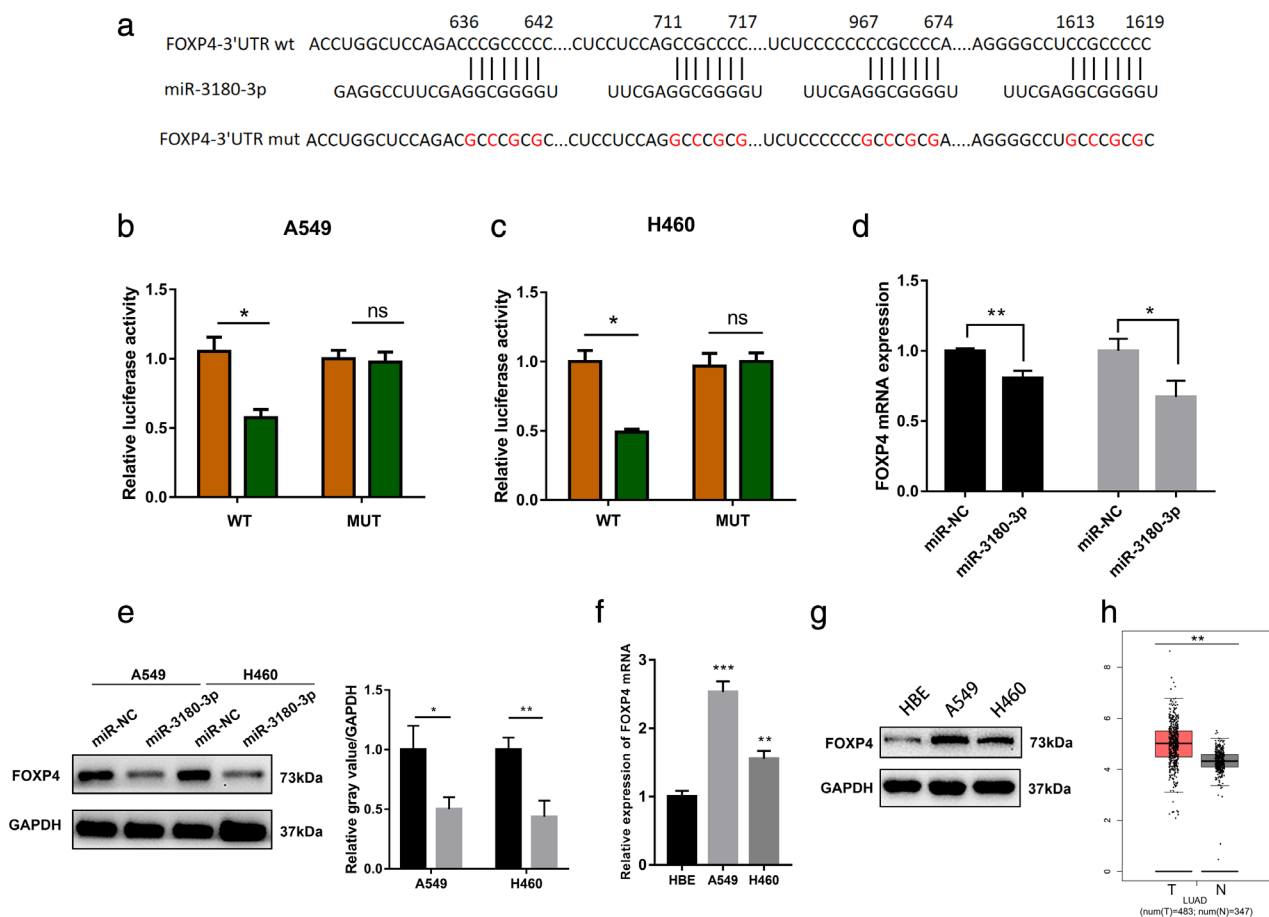 a
636 642 711 717 967 674 1613 1619
FOXP4-3'UTR wt ACCUGGCUCCAGACCCGCCCCC....CUCCUCCAGCCGCCCC....UCUCCCCCCCCGCCCCA....AGGGGCCUCCGCCCCC
miR-3180-3p GAGGCCUUCGAGGCGGGGU UUCGAGGCGGGGU UUCGAGGCGGGGU UUCGAGGCGGGGU
FOXP4-3'UTR mut ACCUGGCUCCAGACGCCCGCGC...CUCCUCCAGGCCCGCG...UCUCCCCCCGCCCGCGA....AGGGGCCUGCCCGCGC
b
A549
Relative luciferase activity
1.5
1.0
0.5
0.0
*
ns
WT MUT
c
H460
Relative luciferase activity
1.5
1.0
0.5
0.0
*
ns
WT MUT
d
FOXP4 mRNA expression
1.5
1.0
0.5
0.0
**
*
miR-NC
miR-3180-3p
miR-NC
miR-3180-3p
e
A549 H460
miR-NC miR-3180-3p miR-NC miR-3180-3p
FOXP4 73kDa
GAPDH 37kDa
Relative gray value/GAPDH
1.5
1.0
0.5
0.0
*
**
A549 H460
f
Relative expression of FOXP4 mRNA
3
2
1
0
***
**
HBE A549 H460
g
HBE A549 H460
FOXP4 73kDa
GAPDH 37kDa
h
**
8
6
4
2
0
T N
LUAD
(num(T)=483; num(N)=347)